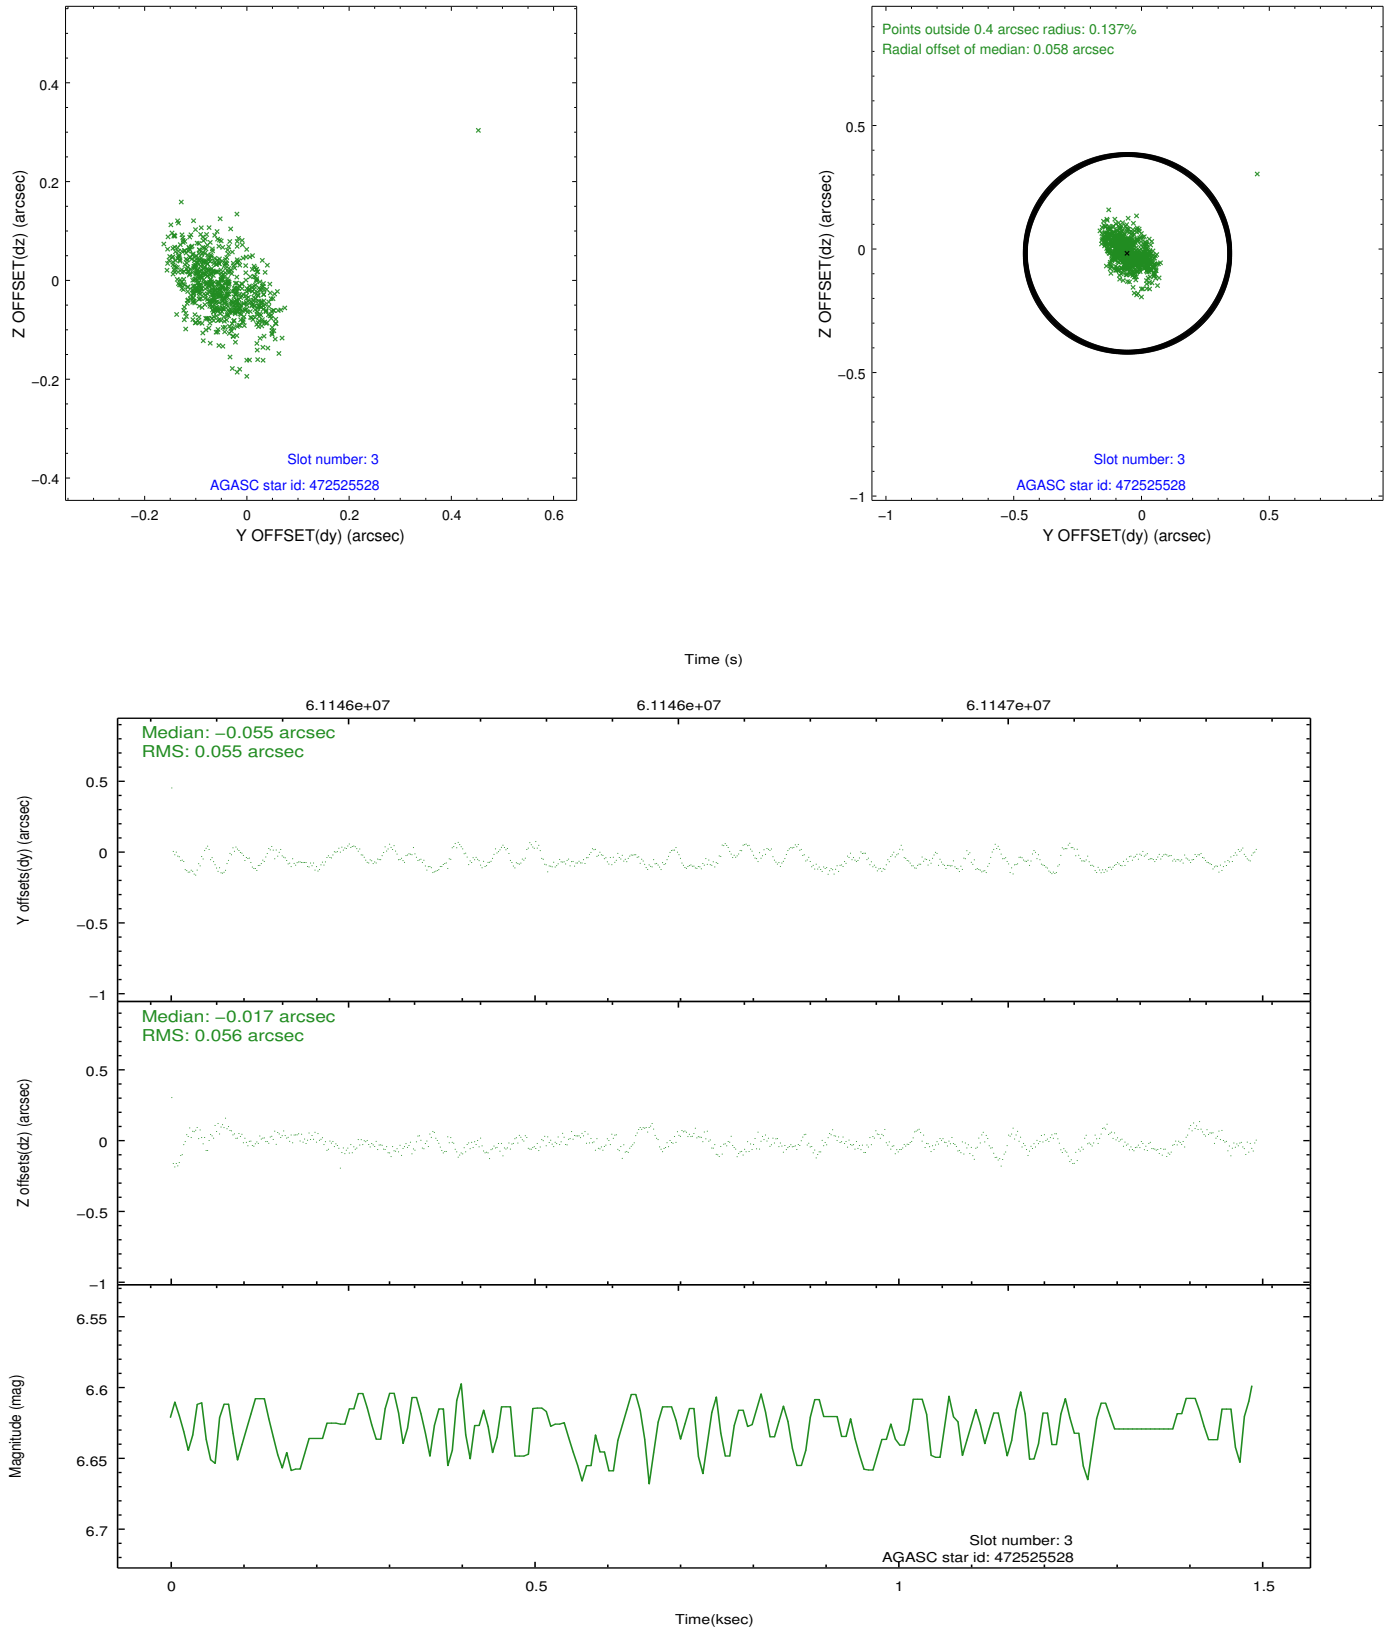 0.4
0.2
0
−0.2
−0.4
Z OFFSET(dz) (arcsec)
Slot number: 3
AGASC star id: 472525528
−0.2 0 0.2 0.4 0.6
Y OFFSET(dy) (arcsec)
Points outside 0.4 arcsec radius: 0.137%
Radial offset of median: 0.058 arcsec
0.5
0
−0.5
−1
Z OFFSET(dz) (arcsec)
Slot number: 3
AGASC star id: 472525528
−1 −0.5 0 0.5
Y OFFSET(dy) (arcsec)
Time (s)
6.1146e+07 6.1146e+07 6.1147e+07
Median: −0.055 arcsec
RMS: 0.055 arcsec
0.5
0
−0.5
−1
Y offsets(dy) (arcsec)
Median: −0.017 arcsec
RMS: 0.056 arcsec
0.5
0
−0.5
−1
Z offsets(dz) (arcsec)
6.55
6.6
6.65
6.7
Magnitude (mag)
Slot number: 3
AGASC star id: 472525528
0 0.5 1 1.5
Time(ksec)